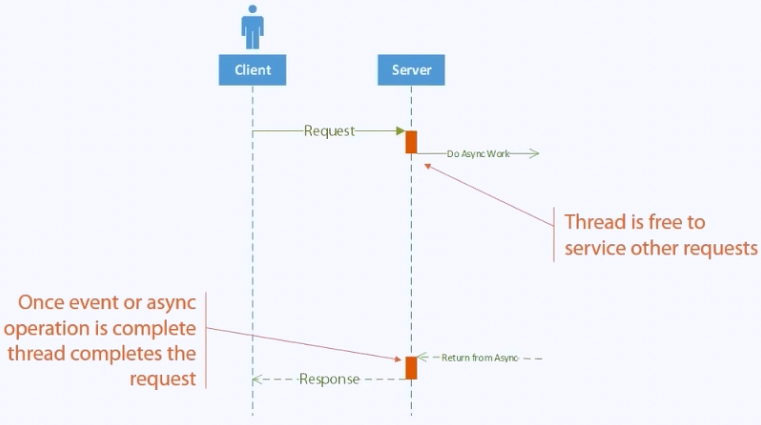 Client
Server
Request
Do Async Work
Thread is free to
service other requests
Once event or async
operation is complete
thread completes the
request
Return from Async
Response